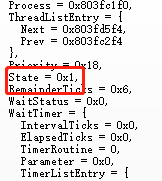 Process = 0x803fc1f0,
ThreadListEntry = {
Next = 0x803fd5f4,
Prev = 0x803fc2f4
},
Priority = 0x18,
State = 0x1,
RemainderTicks = 0x6,
WaitStatus = 0x0,
WaitTimer = {
IntervalTicks = 0x0,
ElapsedTicks = 0x0,
TimerRoutine = 0,
Parameter = 0x0,
TimerListEntry = {